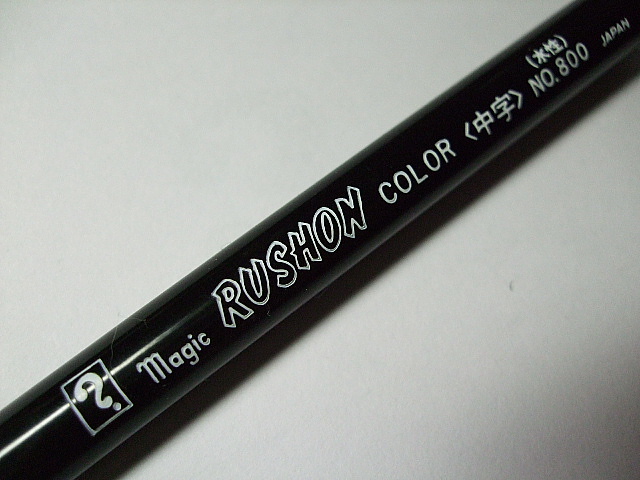 ? Magic RUSHON COLOR 〈中字〉 (水性) NO.800 JAPAN